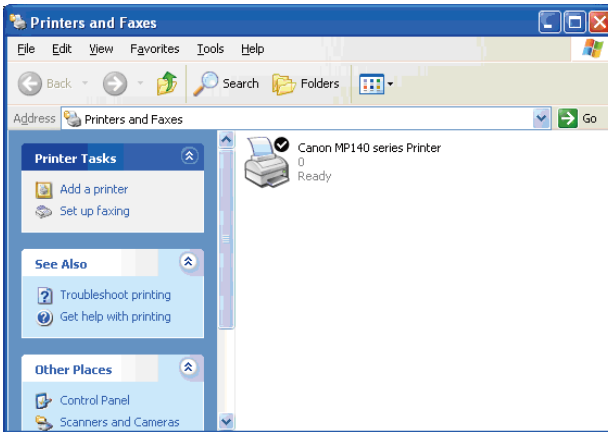 Printers and Faxes
File Edit View Favorites Tools Help
Back Search Folders
Address Printers and Faxes Go
Printer Tasks
Add a printer
Set up faxing
See Also
Troubleshoot printing
Get help with printing
Other Places
Control Panel
Scanners and Cameras
Canon MP140 series Printer
0
Ready